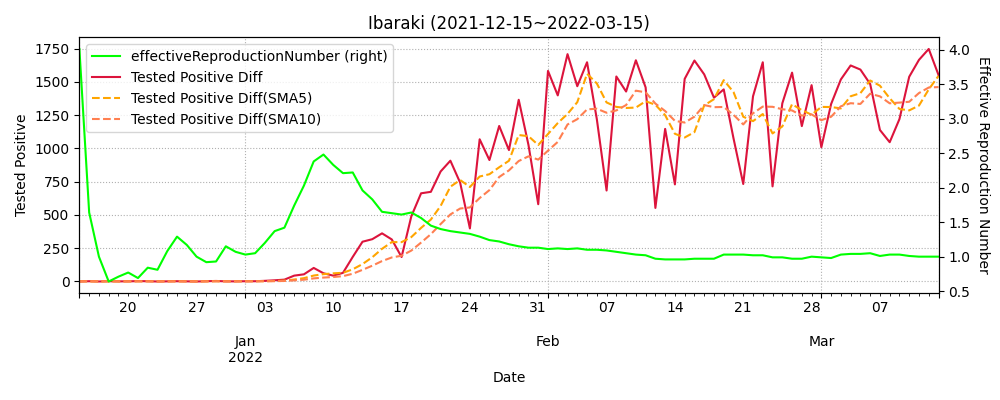 Ibaraki (2021-12-15~2022-03-15)
effectiveReproductionNumber (right)
Tested Positive Diff
Tested Positive Diff(SMA5)
Tested Positive Diff(SMA10)
Tested Positive
1750
1500
1250
1000
750
500
250
0
4.0
3.5
3.0
2.5
2.0
1.5
1.0
0.5
Effective Reproduction Number
20 27 03 10 17 24 31 07 14 21 28 07
Jan Feb Mar
2022
Date